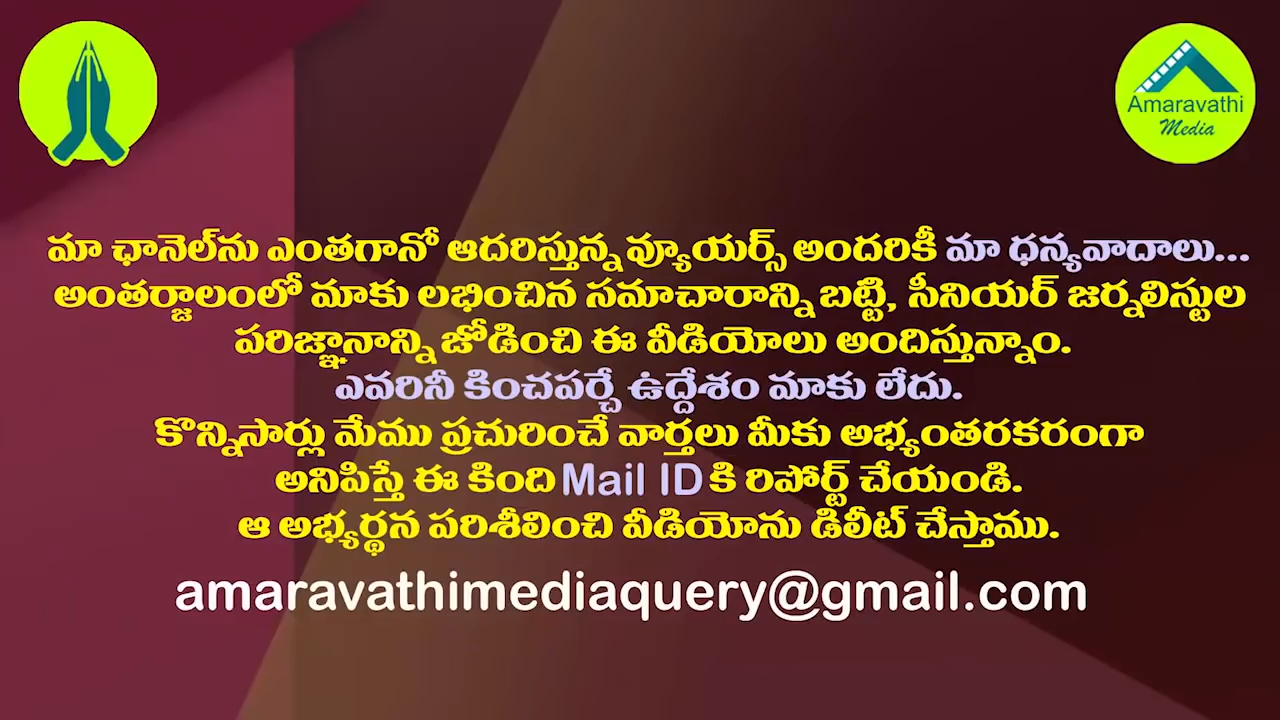 Amaravathi
Media
మా ఛానెల్‌ను ఎంతగానో ఆదరిస్తున్న వ్యూయర్స్ అందరికీ మా ధన్యవాదాలు...
అంతర్జాలంలో మాకు లభించిన సమాచారాన్ని బట్టి, సీనియర్ జర్నలిస్టుల
పరిజ్ఞానాన్ని జోడించి ఈ వీడియోలు అందిస్తున్నాం.
ఎవరినీ కించపర్చే ఉద్దేశం మాకు లేదు.
కొన్నిసార్లు మేము ప్రచురించే వార్తలు మీకు అభ్యంతరకరంగా
అనిపిస్తే ఈ కింది Mail ID కి రిపోర్ట్ చేయండి.
ఆ అభ్యర్థన పరిశీలించి వీడియోను డిలీట్ చేస్తాము.
amaravathimediaquery@gmail.com